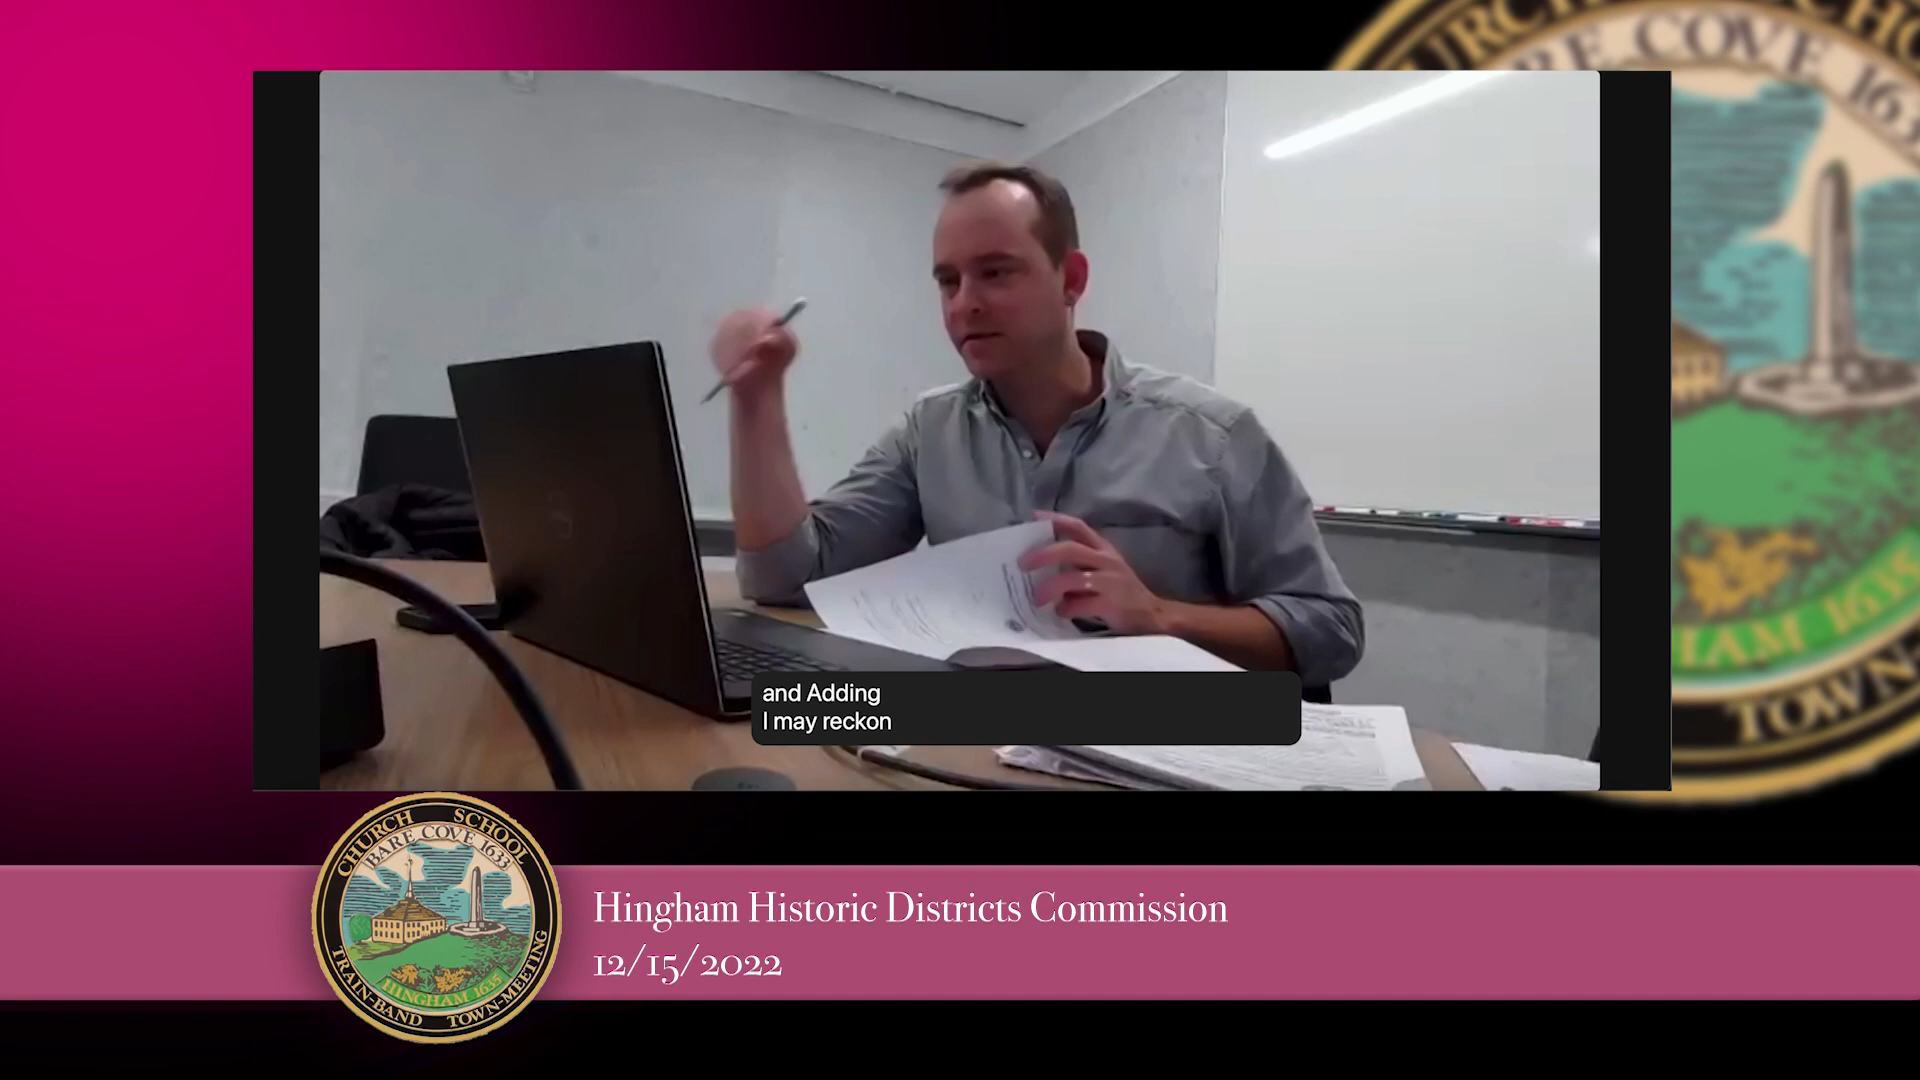 and Adding
I may reckon
Hingham Historic Districts Commission
12/15/2022
CHURCH SCHOOL
BARE COVE 1633
HINGHAM 1635
TRAIN-BAND TOWN-MEETING